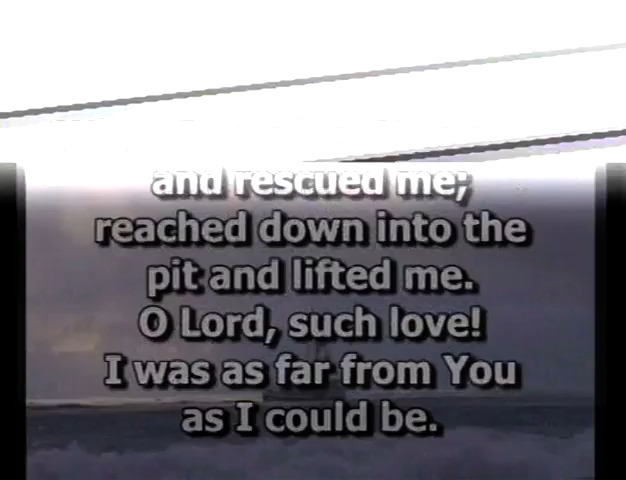 and rescued me;
reached down into the
pit and lifted me.
O Lord, such love!
I was as far from You
as I could be.